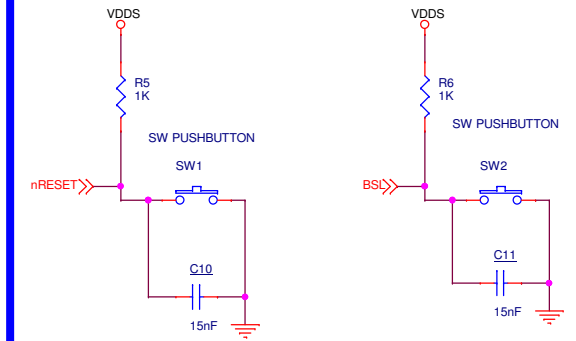 VDDS
VDDS
R5
1K
R6
1K
SW PUSHBUTTON
SW PUSHBUTTON
SW1
SW2
nRESET
BSL
C10
C11
15nF
15nF